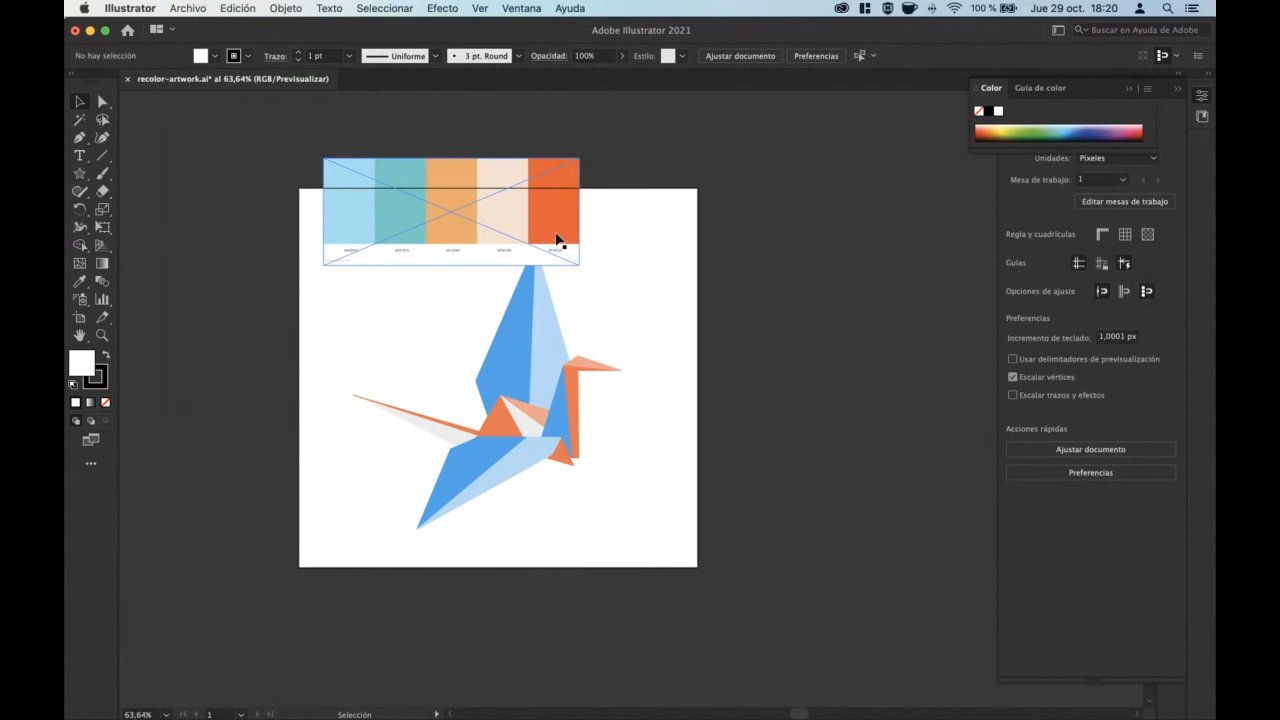 Illustrator Archivo Edición Objeto Texto Seleccionar Efecto Ver Ventana Ayuda 100 % Jue 29 oct. 18:20
Adobe Illustrator 2021
Buscar en Ayuda de Adobe
No hay selección Trazo: 1 pt Uniforme 3 pt. Round Opacidad: 100% Estilo: Ajustar documento Preferencias
recolor-artwork.ai* al 63,64% (RGB/Previsualizar)
Color Guía de color
Unidades: Píxeles
Mesa de trabajo: 1
Editar mesas de trabajo
Regla y cuadrículas
Guías
Opciones de ajuste
Preferencias
Incremento de teclado: 1,0001 px
Usar delimitadores de previsualización
Escalar vértices
Escalar trazos y efectos
Acciones rápidas
Ajustar documento
Preferencias
63,64% 1 Selección